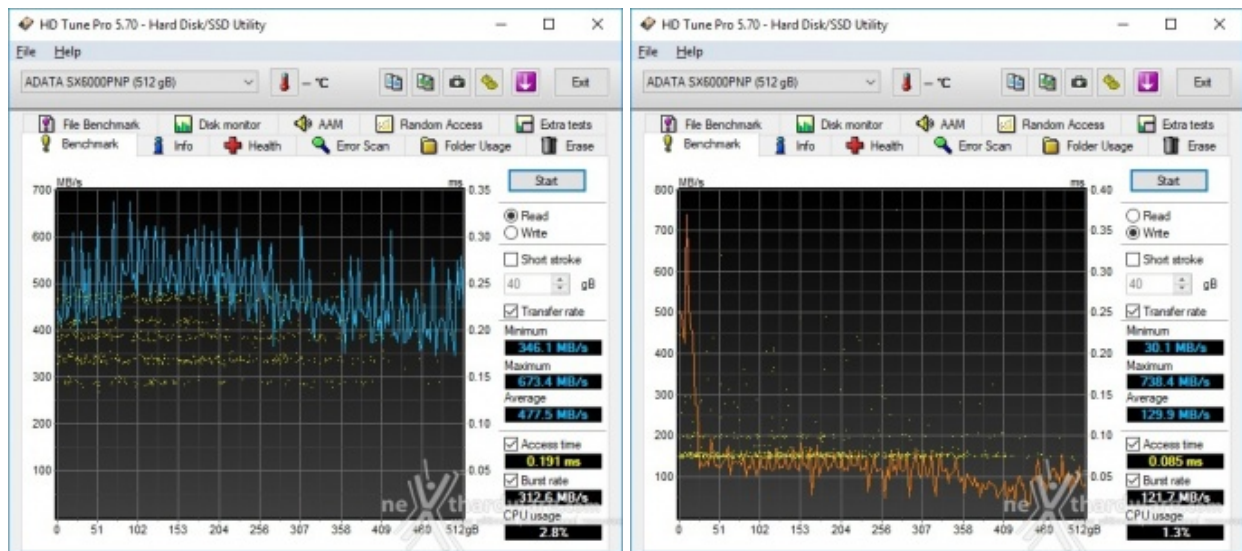 HD Tune Pro 5.70 - Hard Disk/SSD Utility
File Help
ADATA SX6000PNP (512 gB)
– °C
Exit
File Benchmark Disk monitor AAM Random Access Extra tests
Benchmark Info Health Error Scan Folder Usage Erase
MB/s
ms
700 600 500 400 300 200 100
0.35 0.30 0.25 0.20 0.15 0.10 0.05
0 51 102 153 204 256 307 358 409 460 512gB
Start
Read
Write
Short stroke
40 gB
Transfer rate
Minimum
346.1 MB/s
Maximum
673.4 MB/s
Average
477.5 MB/s
Access time
0.191 ms
Burst rate
312.6 MB/s
CPU usage
2.8%
HD Tune Pro 5.70 - Hard Disk/SSD Utility
File Help
ADATA SX6000PNP (512 gB)
– °C
Exit
File Benchmark Disk monitor AAM Random Access Extra tests
Benchmark Info Health Error Scan Folder Usage Erase
MB/s
ms
800 700 600 500 400 300 200 100
0.40 0.35 0.30 0.25 0.20 0.15 0.10 0.05
0 51 102 153 204 256 307 358 409 460 512gB
Start
Read
Write
Short stroke
40 gB
Transfer rate
Minimum
30.1 MB/s
Maximum
738.4 MB/s
Average
129.9 MB/s
Access time
0.085 ms
Burst rate
121.7 MB/s
CPU usage
1.3%